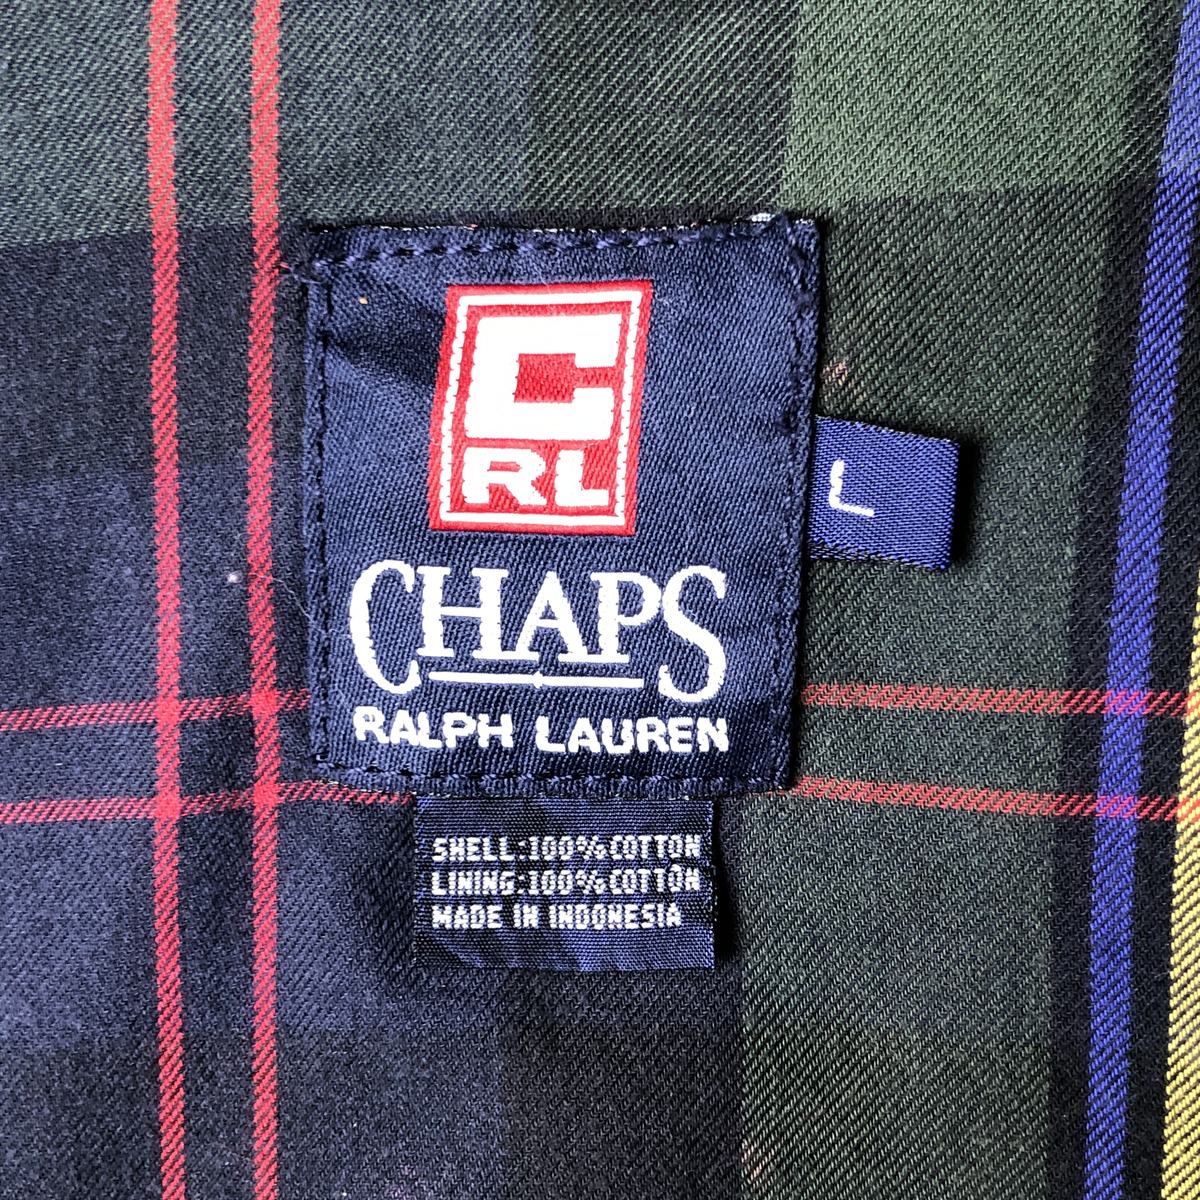 C
RL
CHAPS
RALPH LAUREN
L
SHELL:100%COTTON
LINING:100%COTTON
MADE IN INDONESIA